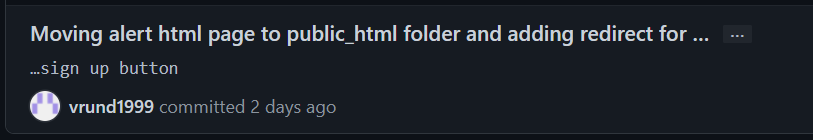 Moving alert html page to public_html folder and adding redirect for ... ...
...sign up button
vrund1999 committed 2 days ago